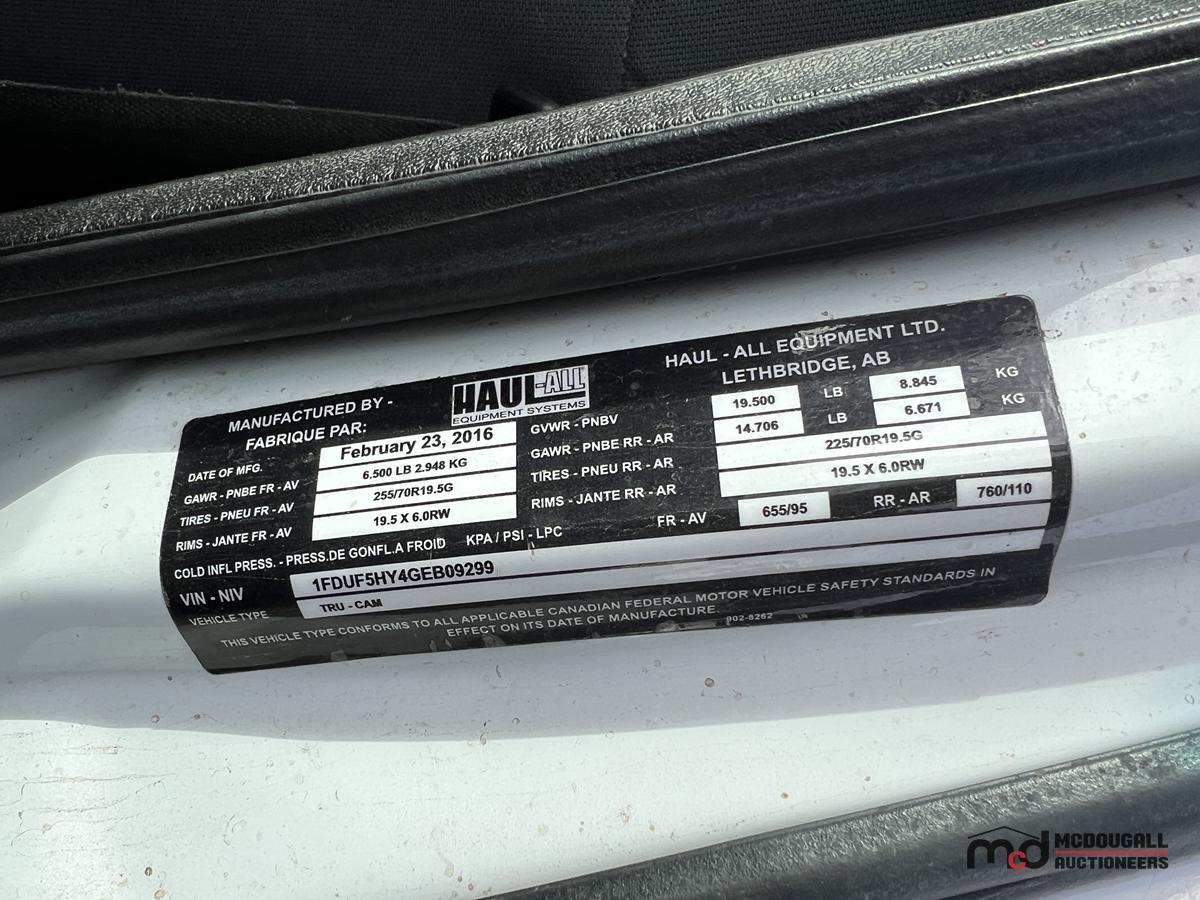 MANUFACTURED BY -
FABRIQUE PAR:
HAUL-ALL
EQUIPMENT SYSTEMS
HAUL - ALL EQUIPMENT LTD.
LETHBRIDGE, AB
DATE OF MFG. February 23, 2016 GVWR - PNBV 19.500 LB 8.845 KG
GAWR - PNBE FR - AV 6.500 LB 2.948 KG GAWR - PNBE RR - AR 14.706 LB 6.671 KG
TIRES - PNEU FR - AV 255/70R19.5G TIRES - PNEU RR - AR 225/70R19.5G
RIMS - JANTE FR - AV 19.5 X 6.0RW RIMS - JANTE RR - AR 19.5 X 6.0RW
COLD INFL PRESS. - PRESS.DE GONFL.A FROID KPA / PSI - LPC FR - AV 655/95 RR - AR 760/110
VIN - NIV 1FDUF5HY4GEB09299
VEHICLE TYPE TRU - CAM
THIS VEHICLE TYPE CONFORMS TO ALL APPLICABLE CANADIAN FEDERAL MOTOR VEHICLE SAFETY STANDARDS IN
EFFECT ON ITS DATE OF MANUFACTURE. 902-8262
mcd MCDOUGALL
AUCTIONEERS